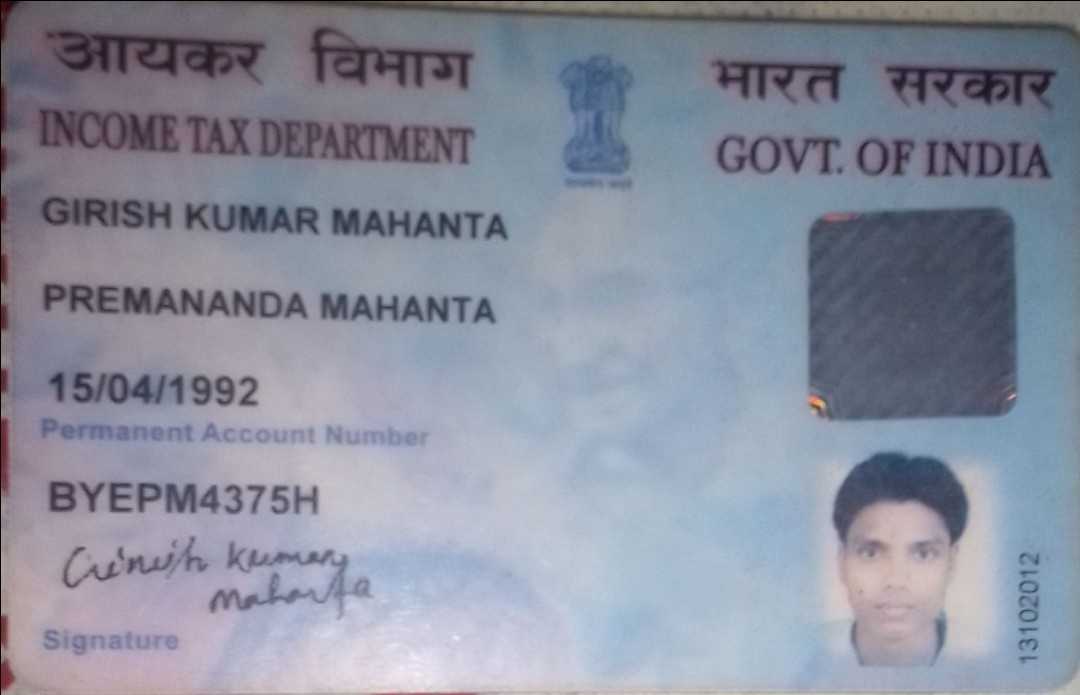 आयकर विभाग
भारत सरकार
INCOME TAX DEPARTMENT
GOVT. OF INDIA
GIRISH KUMAR MAHANTA
PREMANANDA MAHANTA
15/04/1992
Permanent Account Number
BYEPM4375H
Girish Kumar
Mahanta
Signature
13102012